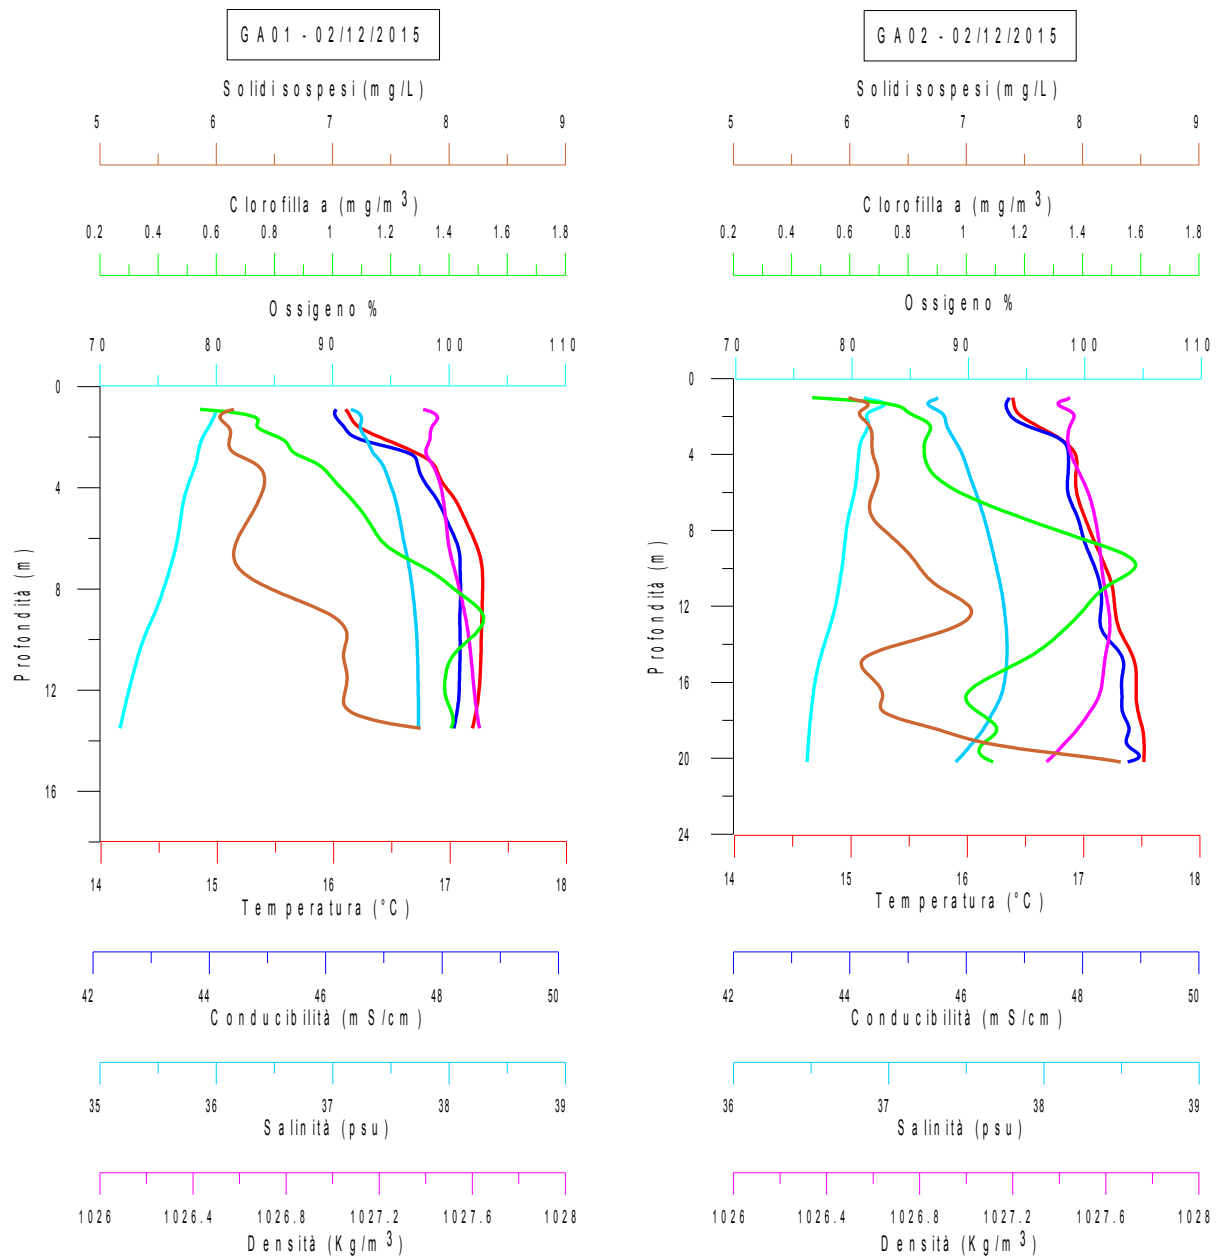 GA01 - 02/12/2015
Solidi sospesi (mg/L)
5 6 7 8 9
Clorofilla a (mg/m³)
0.2 0.4 0.6 0.8 1 1.2 1.4 1.6 1.8
Ossigeno %
70 80 90 100 110
0
4
8
12
16
Profondità (m)
14 15 16 17 18
Temperatura (°C)
42 44 46 48 50
Conducibilità (mS/cm)
35 36 37 38 39
Salinità (psu)
1026 1026.4 1026.8 1027.2 1027.6 1028
Densità (Kg/m³)
GA02 - 02/12/2015
Solidi sospesi (mg/L)
5 6 7 8 9
Clorofilla a (mg/m³)
0.2 0.4 0.6 0.8 1 1.2 1.4 1.6 1.8
Ossigeno %
70 80 90 100 110
0
4
8
12
16
20
24
Profondità (m)
14 15 16 17 18
Temperatura (°C)
42 44 46 48 50
Conducibilità (mS/cm)
36 37 38 39
Salinità (psu)
1026 1026.4 1026.8 1027.2 1027.6 1028
Densità (Kg/m³)